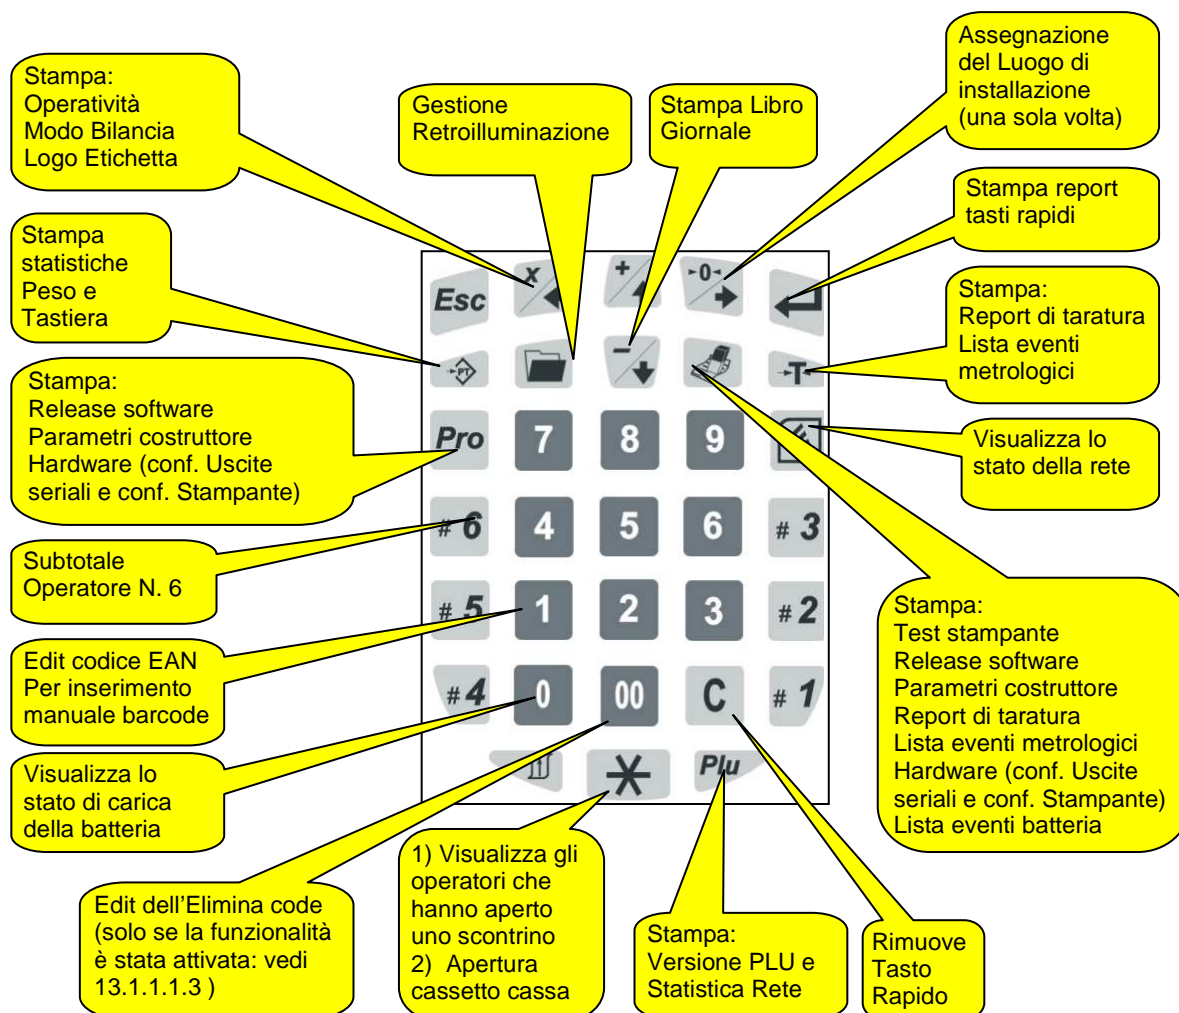 Assegnazione
del Luogo di
installazione
(una sola volta)
Stampa:
Operatività
Modo Bilancia
Logo Etichetta
Gestione
Retroilluminazione
Stampa Libro
Giornale
Stampa report
tasti rapidi
Stampa
statistiche
Peso e
Tastiera
Stampa:
Report di taratura
Lista eventi
metrologici
Stampa:
Release software
Parametri costruttore
Hardware (conf. Uscite
seriali e conf. Stampante)
Visualizza lo
stato della rete
Subtotale
Operatore N. 6
Edit codice EAN
Per inserimento
manuale barcode
Visualizza lo
stato di carica
della batteria
Esc x + ►0◄
→PT← − →T←
Pro 7 8 9
# 6 4 5 6 # 3
# 5 1 2 3 # 2
# 4 0 00 C # 1
Plu
Stampa:
Test stampante
Release software
Parametri costruttore
Report di taratura
Lista eventi metrologici
Hardware (conf. Uscite
seriali e conf. Stampante)
Lista eventi batteria
Edit dell'Elimina code
(solo se la funzionalità
è stata attivata: vedi
13.1.1.1.3 )
1) Visualizza gli
operatori che
hanno aperto
uno scontrino
2) Apertura
cassetto cassa
Stampa:
Versione PLU e
Statistica Rete
Rimuove
Tasto
Rapido